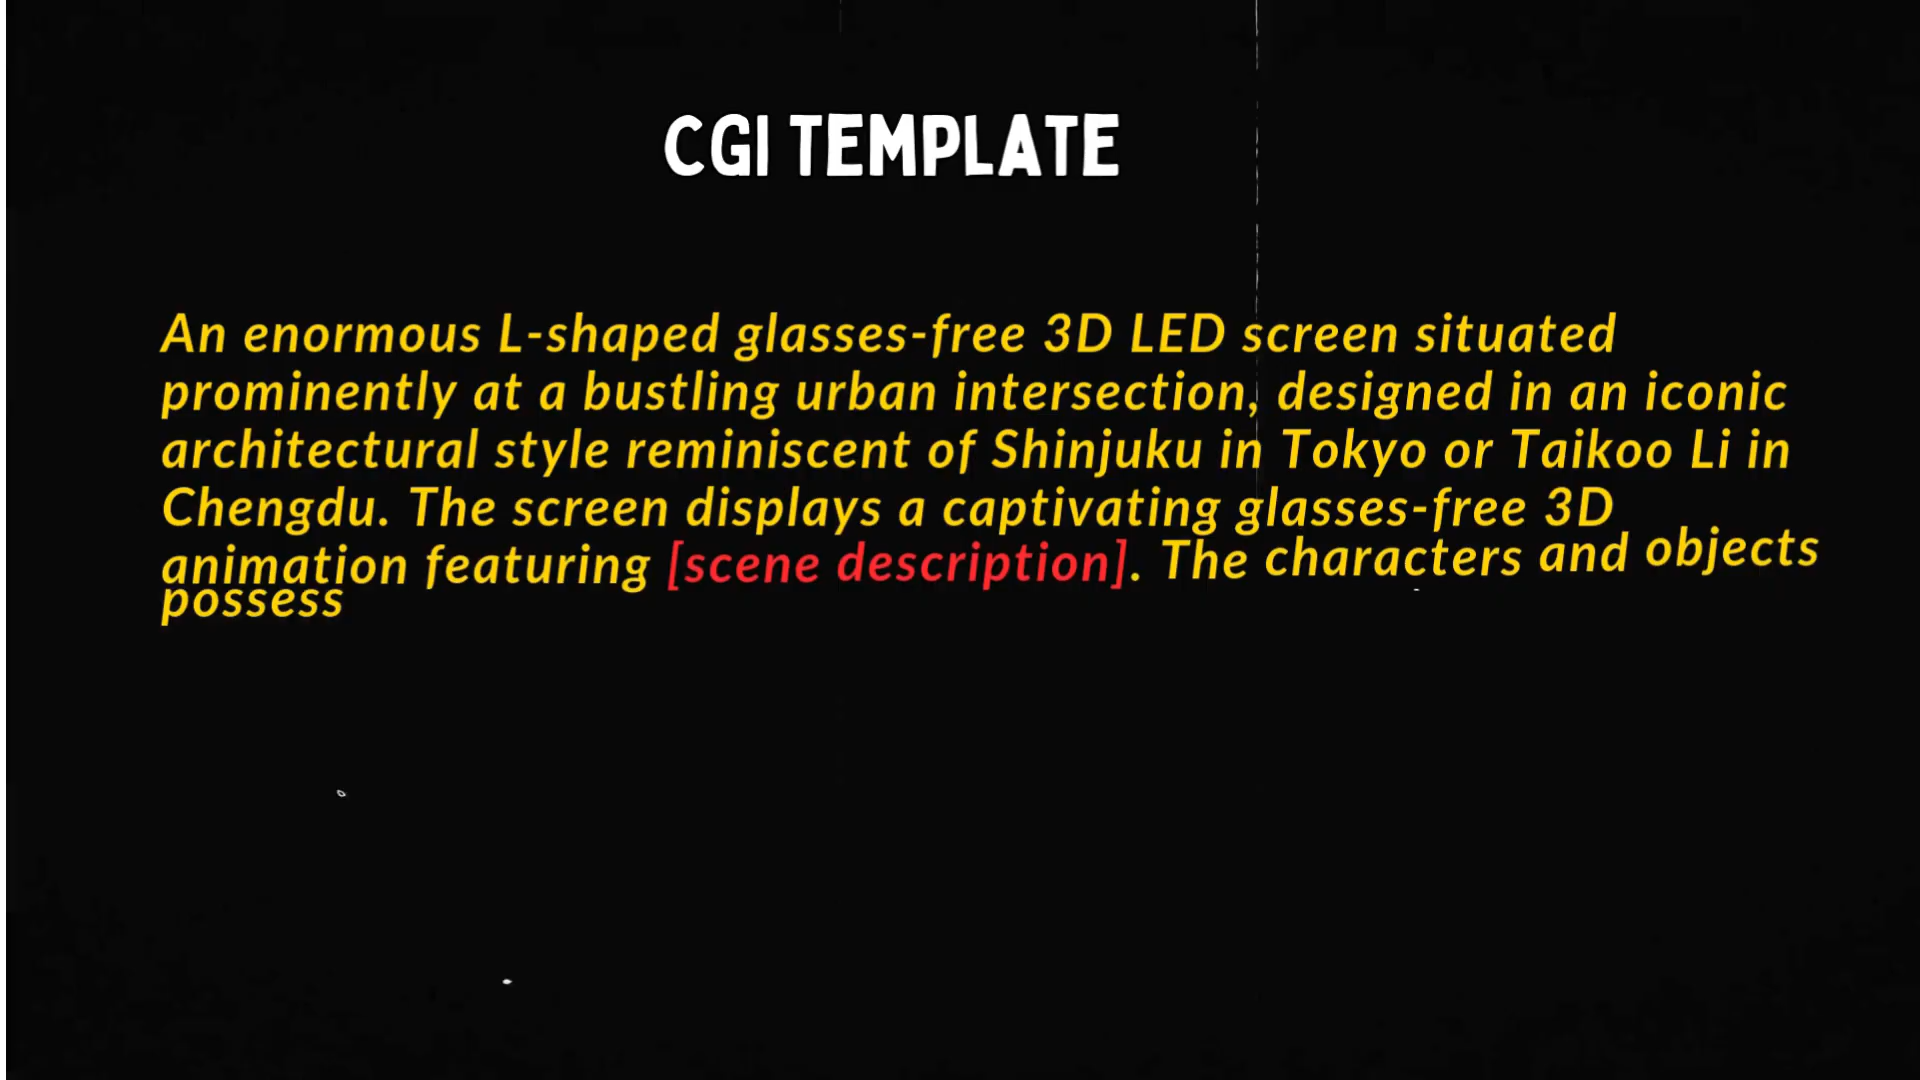 CGI TEMPLATE
An enormous L-shaped glasses-free 3D LED screen situated
prominently at a bustling urban intersection, designed in an iconic
architectural style reminiscent of Shinjuku in Tokyo or Taikoo Li in
Chengdu. The screen displays a captivating glasses-free 3D
animation featuring [scene description]. The characters and objects
possess